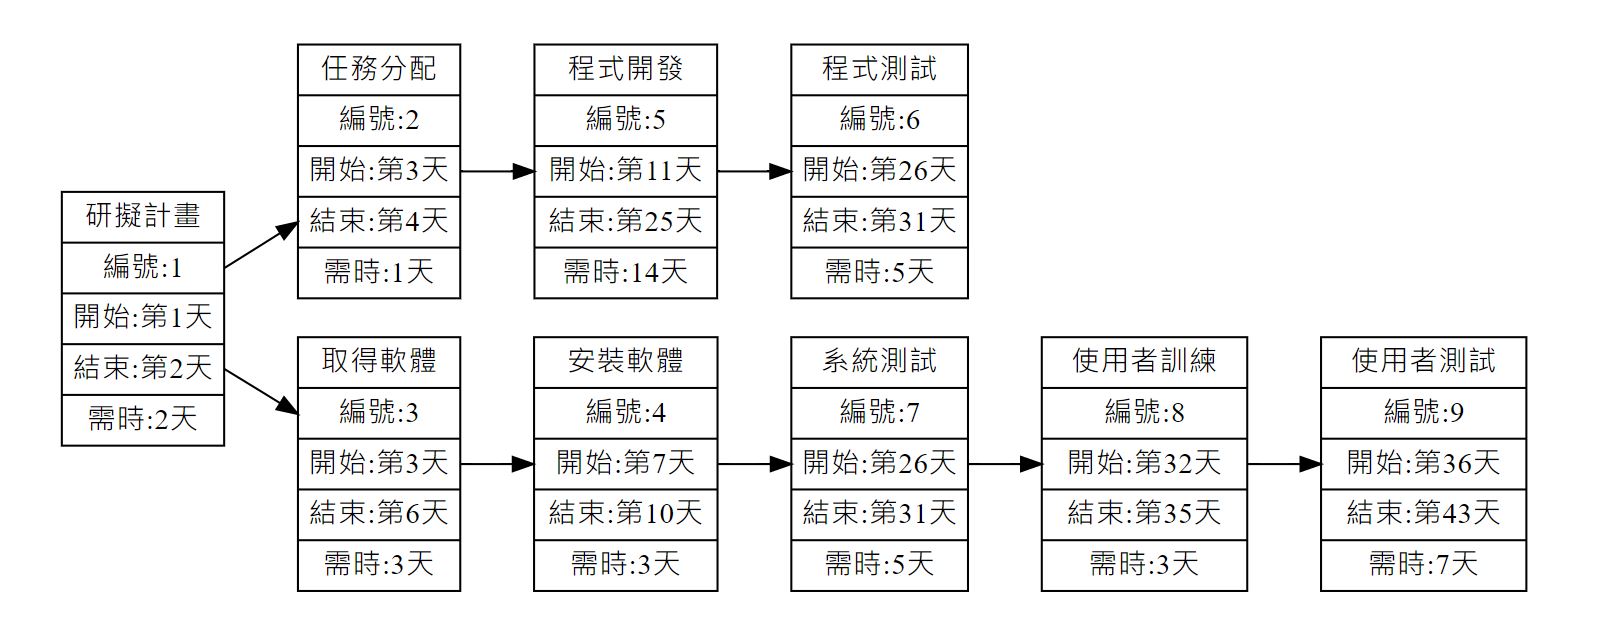 研擬計畫
編號:1
開始:第1天
結束:第2天
需時:2天
任務分配
編號:2
開始:第3天
結束:第4天
需時:1天
程式開發
編號:5
開始:第11天
結束:第25天
需時:14天
程式測試
編號:6
開始:第26天
結束:第31天
需時:5天
取得軟體
編號:3
開始:第3天
結束:第6天
需時:3天
安裝軟體
編號:4
開始:第7天
結束:第10天
需時:3天
系統測試
編號:7
開始:第26天
結束:第31天
需時:5天
使用者訓練
編號:8
開始:第32天
結束:第35天
需時:3天
使用者測試
編號:9
開始:第36天
結束:第43天
需時:7天